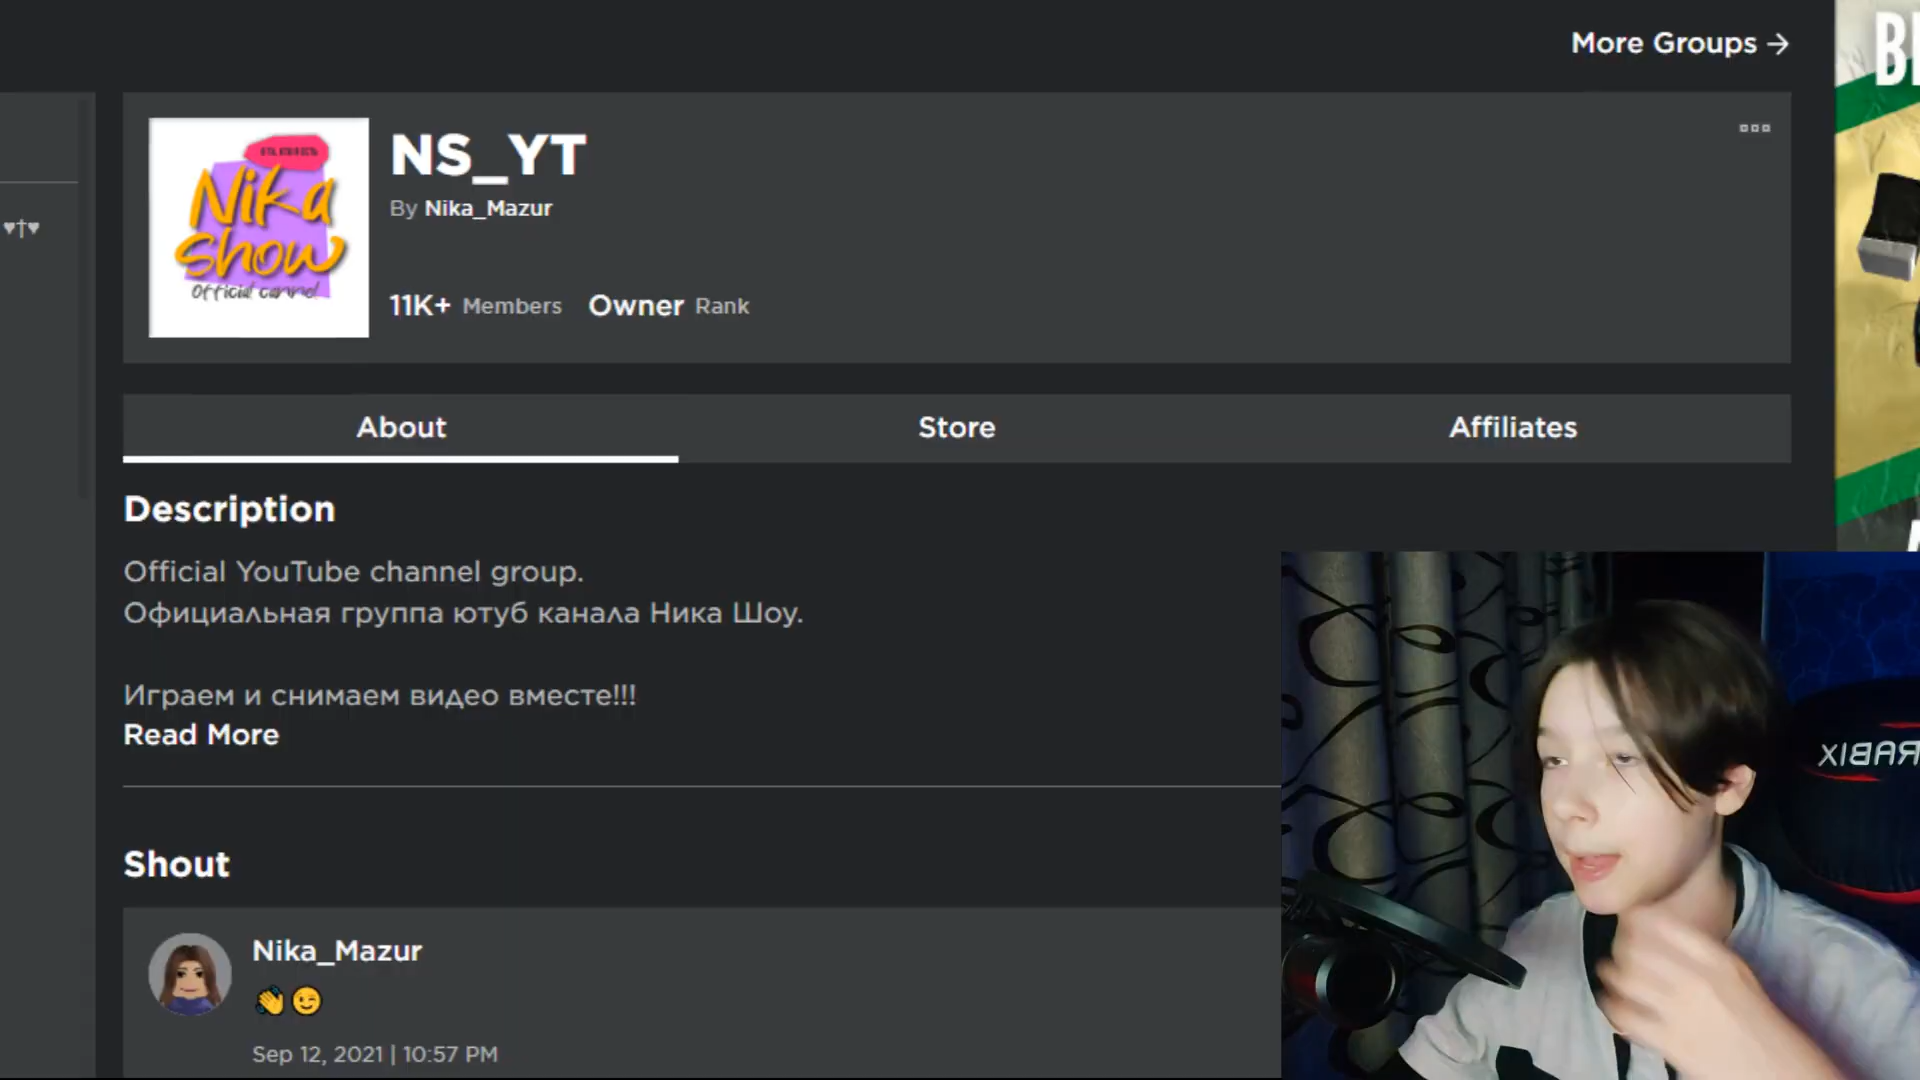 More Groups →
NS_YT
By Nika_Mazur
Nika
Show
Official
11K+ Members Owner Rank
♥†♥
About Store Affiliates
Description
Official YouTube channel group.
Официальная группа ютуб канала Ника Шоу.
Играем и снимаем видео вместе!!!
Read More
Shout
Nika_Mazur
👋😉
Sep 12, 2021 | 10:57 PM